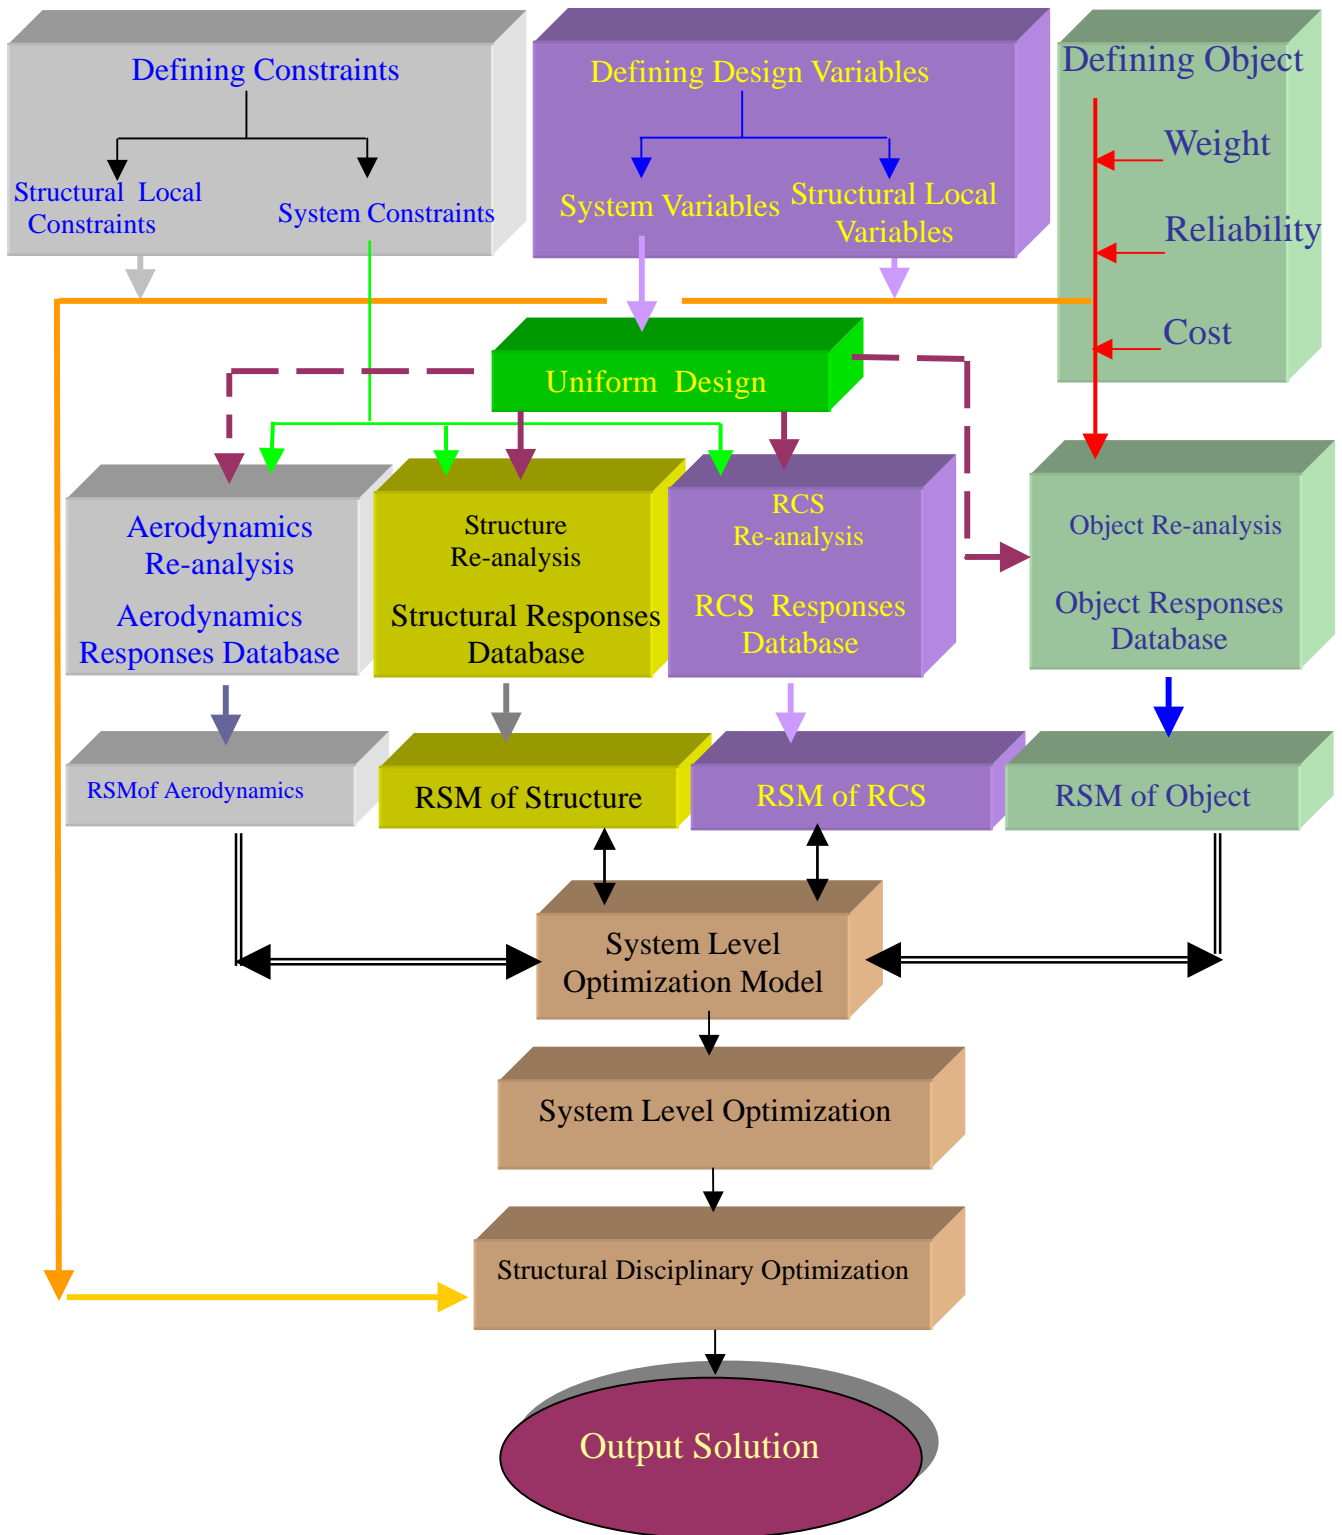 Defining Constraints
Structural Local
Constraints
System Constraints
Defining Design Variables
System Variables
Structural Local
Variables
Defining Object
Weight
Reliability
Cost
Uniform Design
Aerodynamics
Re-analysis
Aerodynamics
Responses Database
Structure
Re-analysis
Structural Responses
Database
RCS
Re-analysis
RCS Responses
Database
Object Re-analysis
Object Responses
Database
RSMof Aerodynamics
RSM of Structure
RSM of RCS
RSM of Object
System Level
Optimization Model
System Level Optimization
Structural Disciplinary Optimization
Output Solution